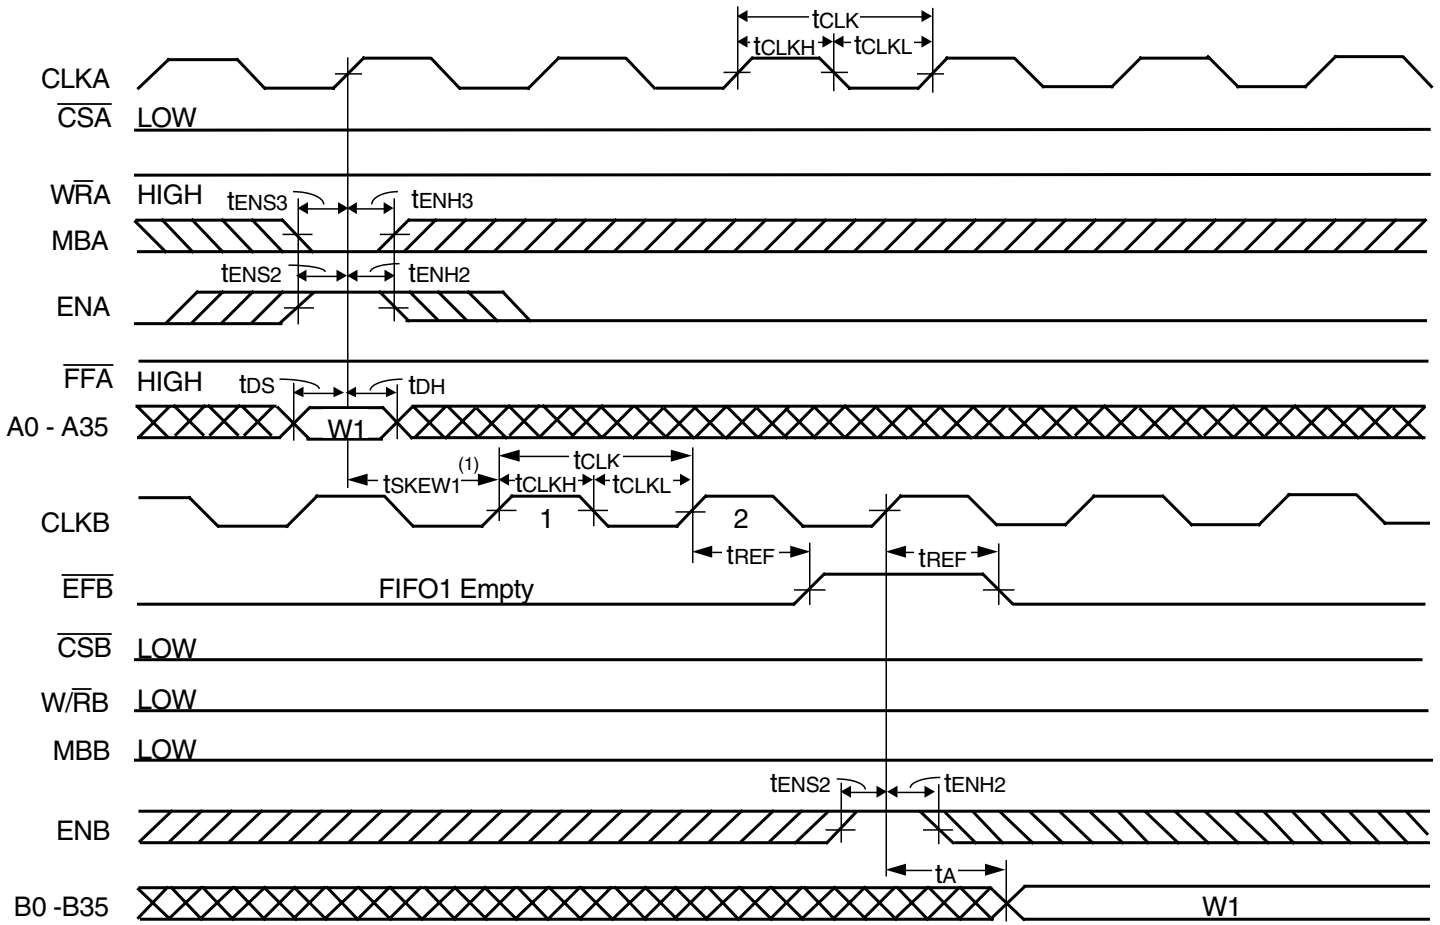 tCLK
tCLKH tCLKL
CLKA
CSA LOW
WRA HIGH tENS3 tENH3
MBA
tENS2 tENH2
ENA
FFA HIGH tDS tDH
A0 - A35 W1
tSKEW1 (1) tCLK
tCLKH tCLKL
CLKB 1 2
tREF tREF
EFB FIFO1 Empty
CSB LOW
W/RB LOW
MBB LOW
tENS2 tENH2
ENB
tA
B0 -B35 W1